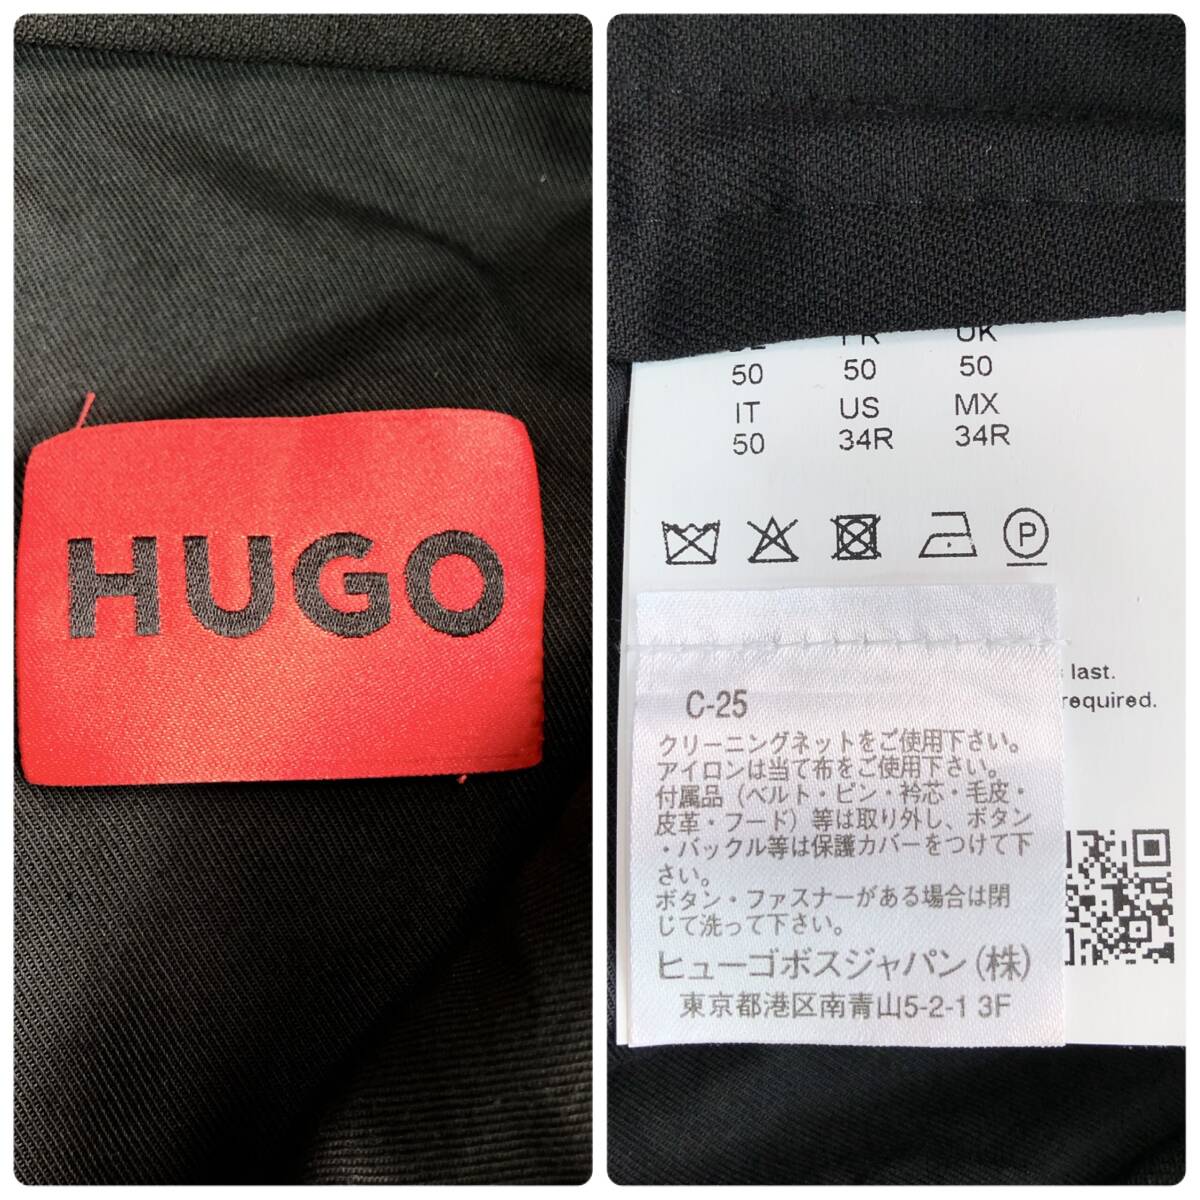 HUGO
FR UK
50 50 50
IT US MX
50 34R 34R
P
last.
required.
C-25
クリーニングネットをご使用下さい。
アイロンは当て布をご使用下さい。
付属品(ベルト・ピン・衿芯・毛皮・
皮革・フード)等は取り外し、ボタン
・バックル等は保護カバーをつけて下
さい。
ボタン・ファスナーがある場合は閉
じて洗って下さい。
ヒューゴボスジャパン(株)
東京都港区南青山5-2-1 3F